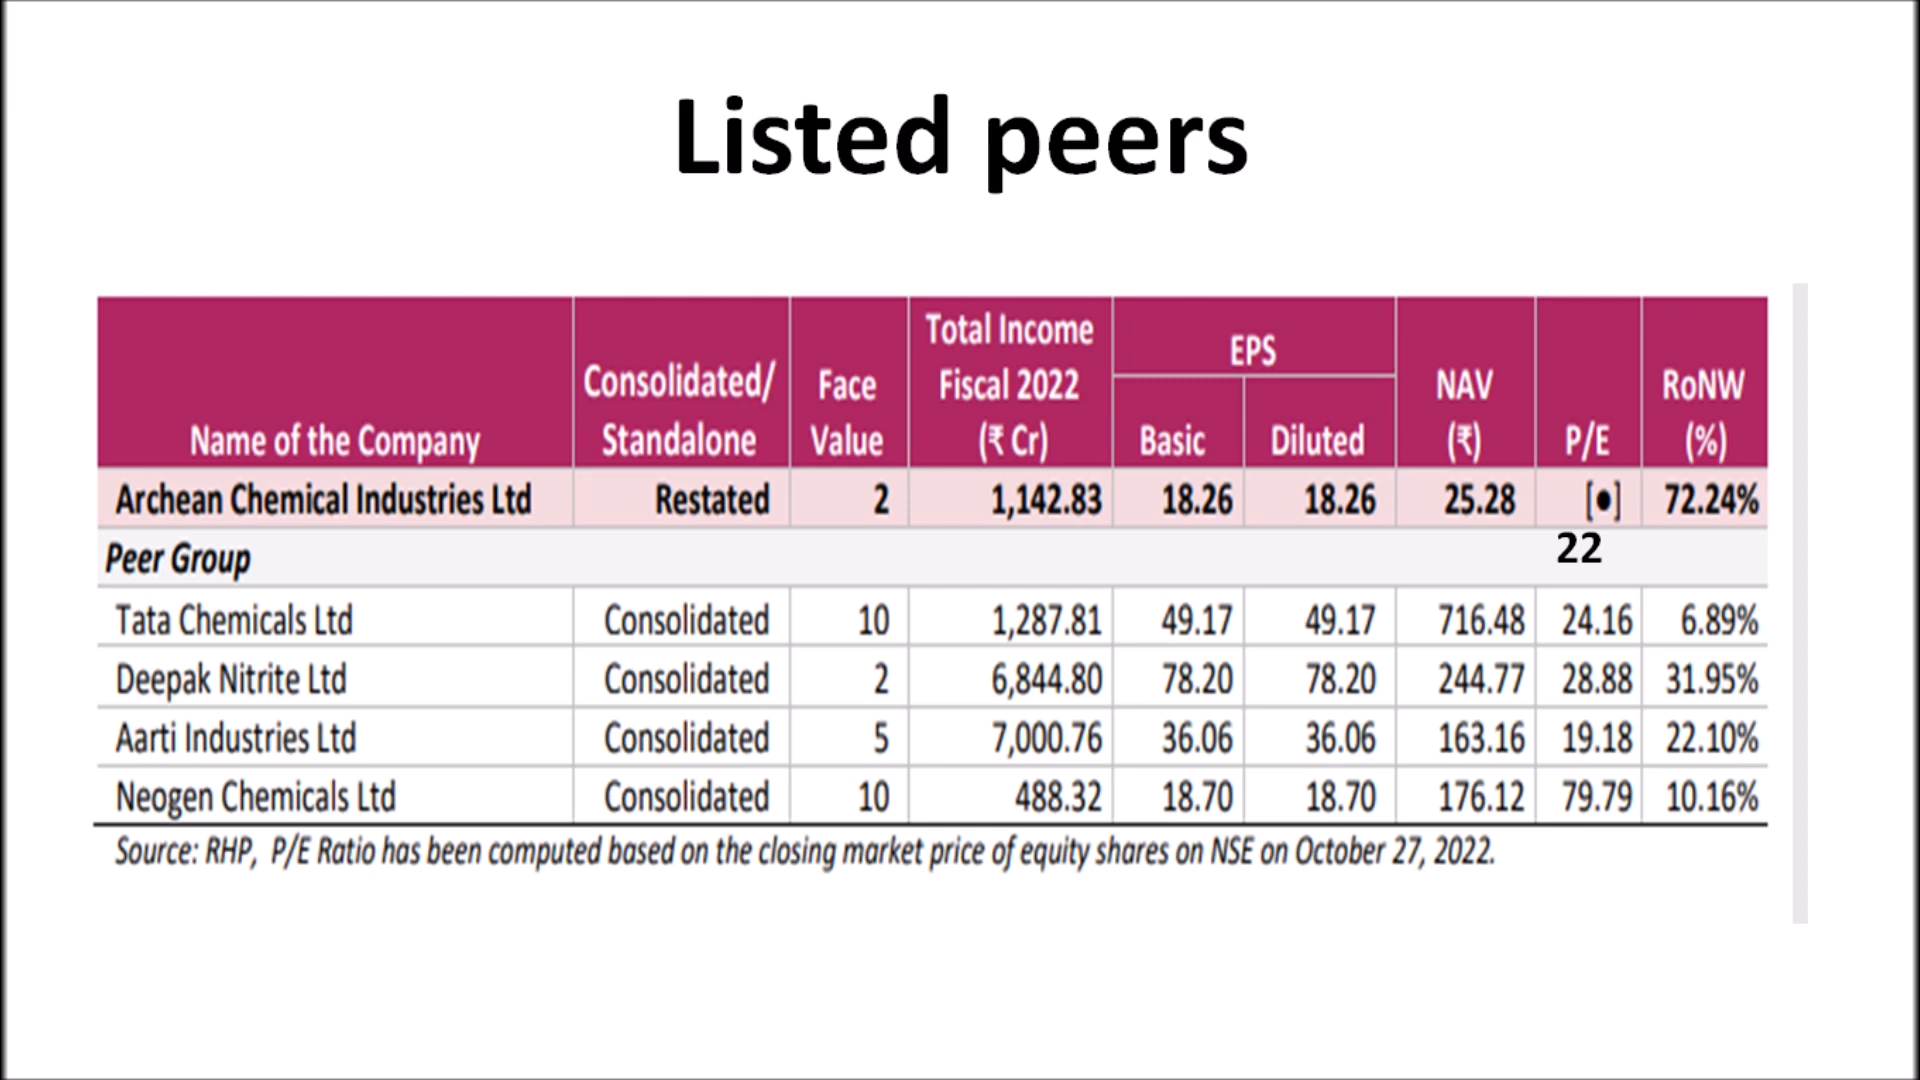 Listed peers
Name of the Company Consolidated/ Standalone Face Value Total Income Fiscal 2022 (₹ Cr) EPS Basic Diluted NAV (₹) P/E RoNW (%)
Archean Chemical Industries Ltd Restated 2 1,142.83 18.26 18.26 25.28 [●] 72.24%
Peer Group 22
Tata Chemicals Ltd Consolidated 10 1,287.81 49.17 49.17 716.48 24.16 6.89%
Deepak Nitrite Ltd Consolidated 2 6,844.80 78.20 78.20 244.77 28.88 31.95%
Aarti Industries Ltd Consolidated 5 7,000.76 36.06 36.06 163.16 19.18 22.10%
Neogen Chemicals Ltd Consolidated 10 488.32 18.70 18.70 176.12 79.79 10.16%
Source: RHP, P/E Ratio has been computed based on the closing market price of equity shares on NSE on October 27, 2022.